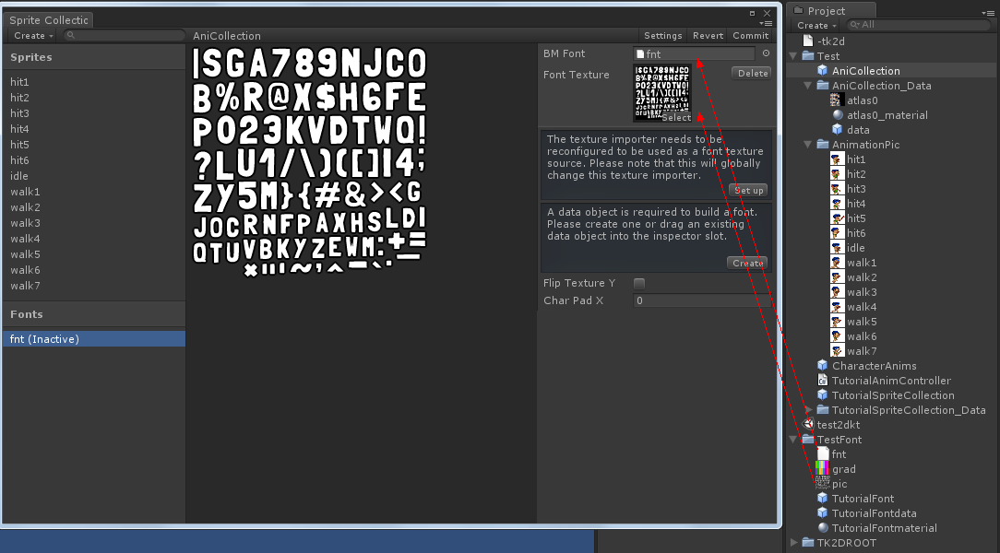 Sprite Collectic
Create
AniCollection
Settings Revert Commit
Sprites
hit1
hit2
hit3
hit4
hit5
hit6
idle
walk1
walk2
walk3
walk4
walk5
walk6
walk7
Fonts
fnt (Inactive)
|SGA789NJCO
B%R@X$H6FE
P023KVDTWQ!
?LU1/\)([]I4;
ZY5M}{#&><G
JOCRNFPAXHSLDI
QTUVBKYZEWM:+=
*"~'^-`._
BM Font fnt
Font Texture Delete
Select
The texture importer needs to be
reconfigured to be used as a font texture
source. Please note that this will globally
change this texture importer.
Set up
A data object is required to build a font.
Please create one or drag an existing
data object into the inspector slot.
Create
Flip Texture Y
Char Pad X 0
Project
Create All
-tk2d
Test
AniCollection
AniCollection_Data
atlas0
atlas0_material
data
AnimationPic
hit1
hit2
hit3
hit4
hit5
hit6
idle
walk1
walk2
walk3
walk4
walk5
walk6
walk7
CharacterAnims
TutorialAnimController
TutorialSpriteCollection
TutorialSpriteCollection_Data
test2dkt
TestFont
fnt
grad
pic
TutorialFont
TutorialFontdata
TutorialFontmaterial
TK2DROOT